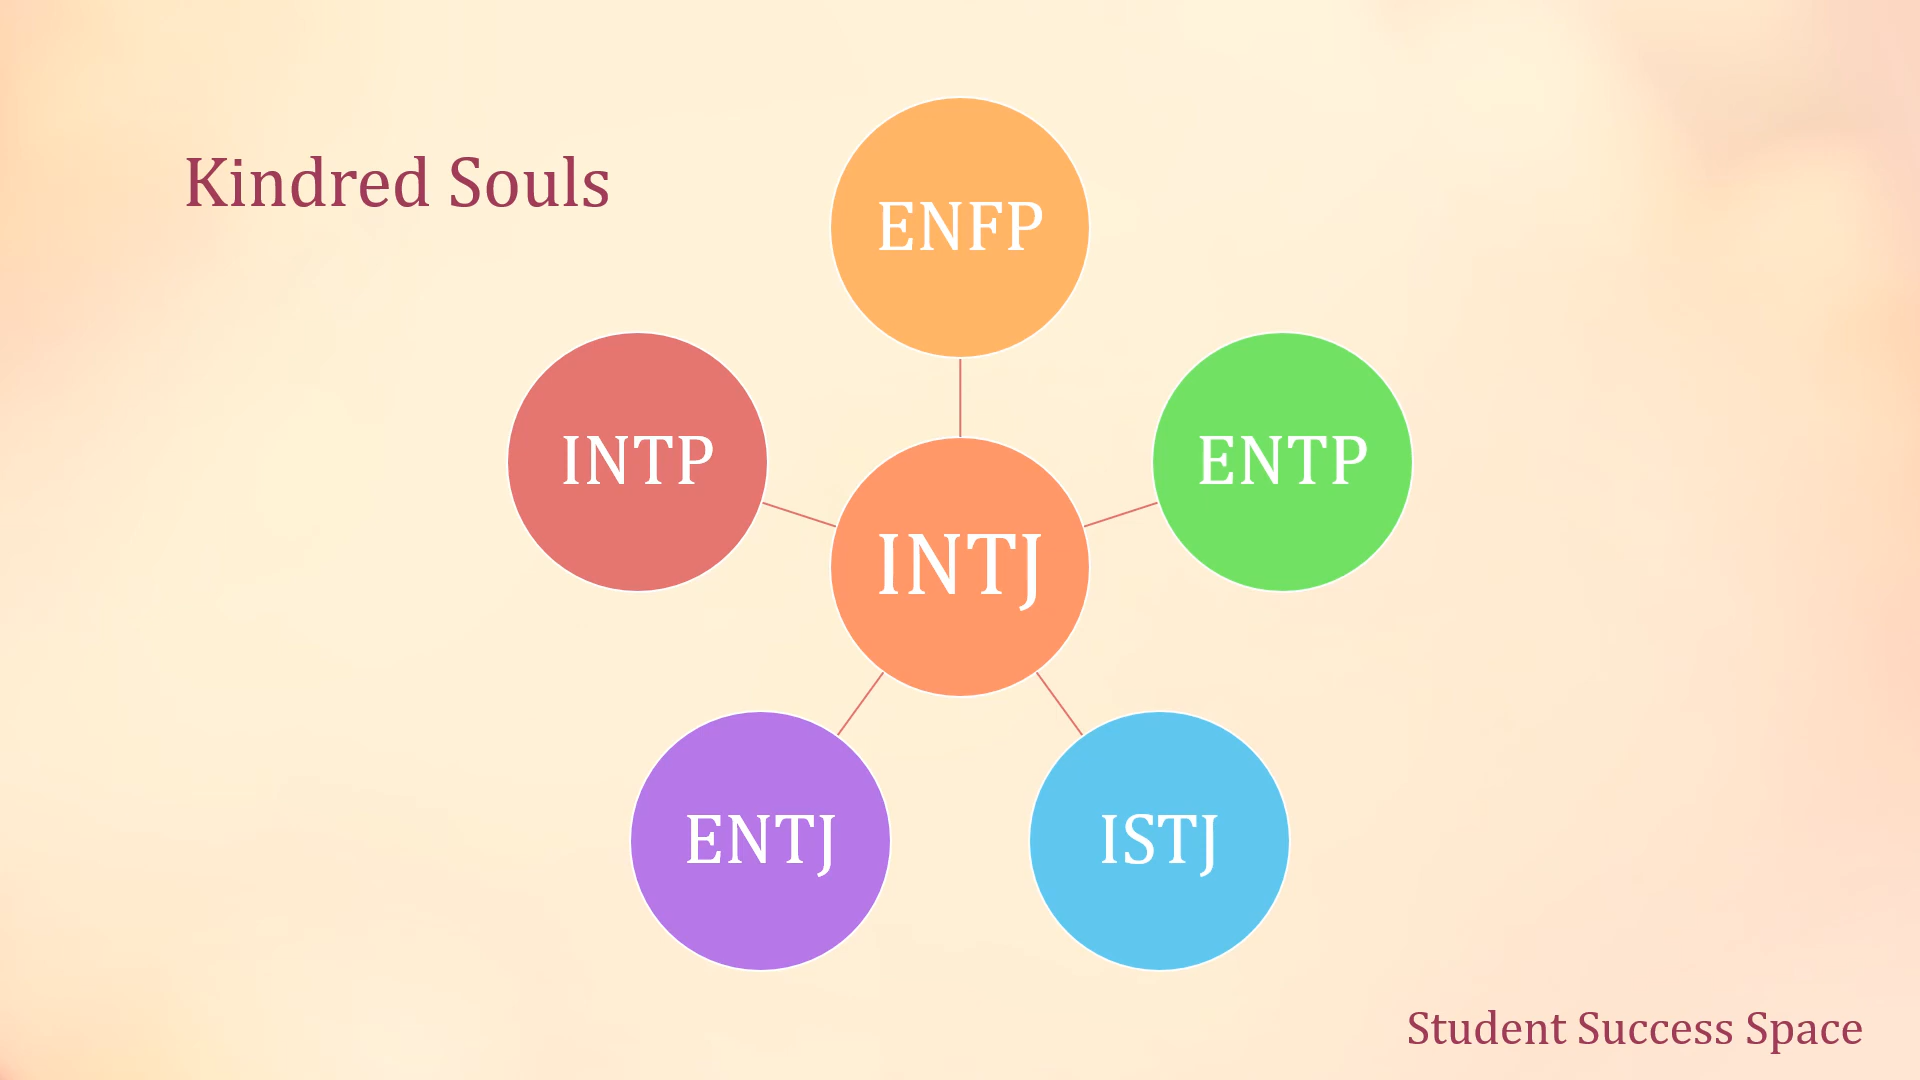 Kindred Souls
ENFP
INTP
ENTP
INTJ
ENTJ
ISTJ
Student Success Space